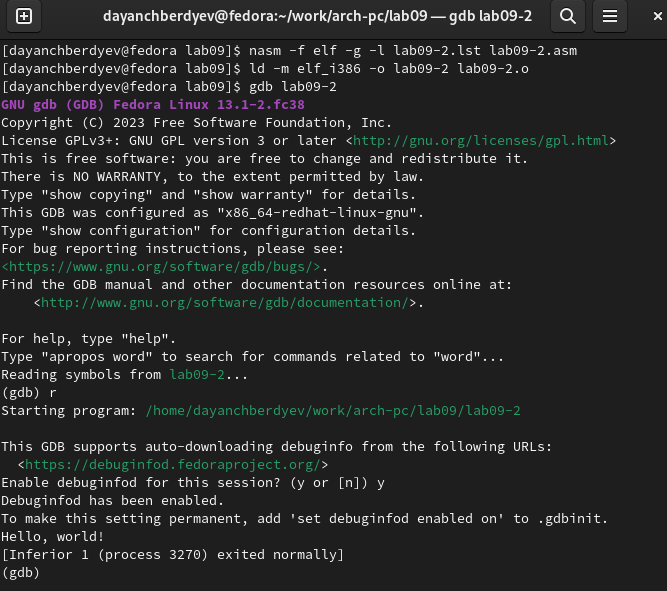 dayanchberdyev@fedora:~/work/arch-pc/lab09 — gdb lab09-2
[dayanchberdyev@fedora lab09]$ nasm -f elf -g -l lab09-2.lst lab09-2.asm
[dayanchberdyev@fedora lab09]$ ld -m elf_i386 -o lab09-2 lab09-2.o
[dayanchberdyev@fedora lab09]$ gdb lab09-2
GNU gdb (GDB) Fedora Linux 13.1-2.fc38
Copyright (C) 2023 Free Software Foundation, Inc.
License GPLv3+: GNU GPL version 3 or later <http://gnu.org/licenses/gpl.html>
This is free software: you are free to change and redistribute it.
There is NO WARRANTY, to the extent permitted by law.
Type "show copying" and "show warranty" for details.
This GDB was configured as "x86_64-redhat-linux-gnu".
Type "show configuration" for configuration details.
For bug reporting instructions, please see:
<https://www.gnu.org/software/gdb/bugs/>.
Find the GDB manual and other documentation resources online at:
    <http://www.gnu.org/software/gdb/documentation/>.

For help, type "help".
Type "apropos word" to search for commands related to "word"...
Reading symbols from lab09-2...
(gdb) r
Starting program: /home/dayanchberdyev/work/arch-pc/lab09/lab09-2

This GDB supports auto-downloading debuginfo from the following URLs:
  <https://debuginfod.fedoraproject.org/>
Enable debuginfod for this session? (y or [n]) y
Debuginfod has been enabled.
To make this setting permanent, add 'set debuginfod enabled on' to .gdbinit.
Hello, world!
[Inferior 1 (process 3270) exited normally]
(gdb)